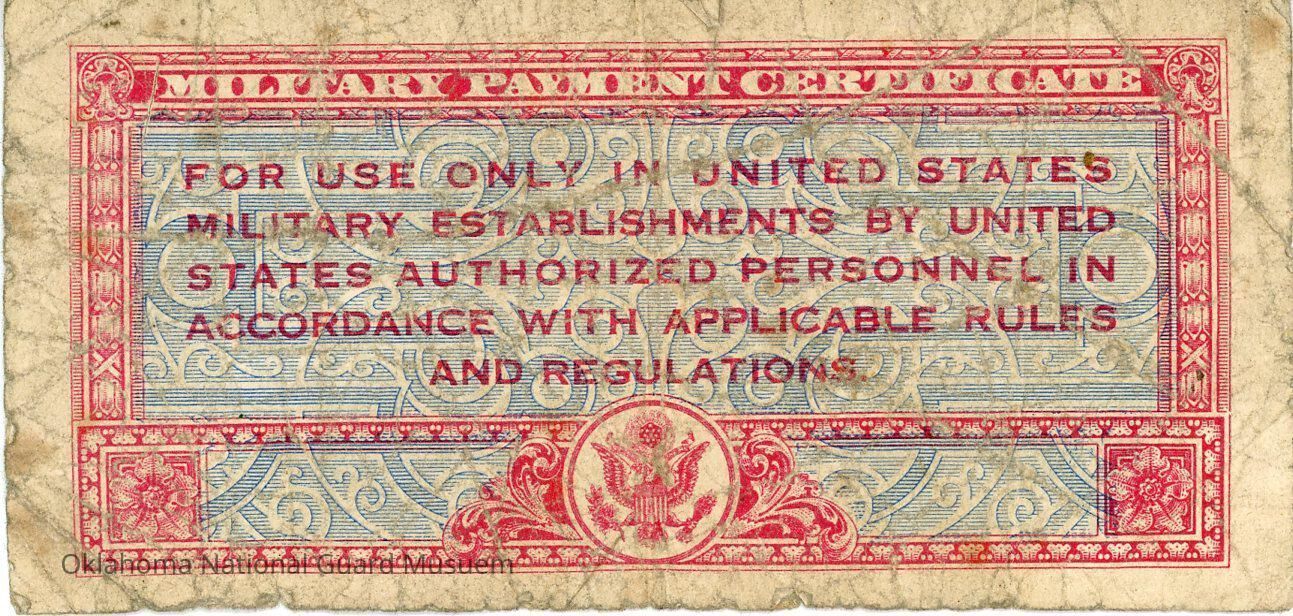 MILITARY PAYMENT CERTIFICATE
FOR USE ONLY IN UNITED STATES
MILITARY ESTABLISHMENTS BY UNITED
STATES AUTHORIZED PERSONNEL IN
ACCORDANCE WITH APPLICABLE RULES
AND REGULATIONS.
Oklahoma National Guard Musuem